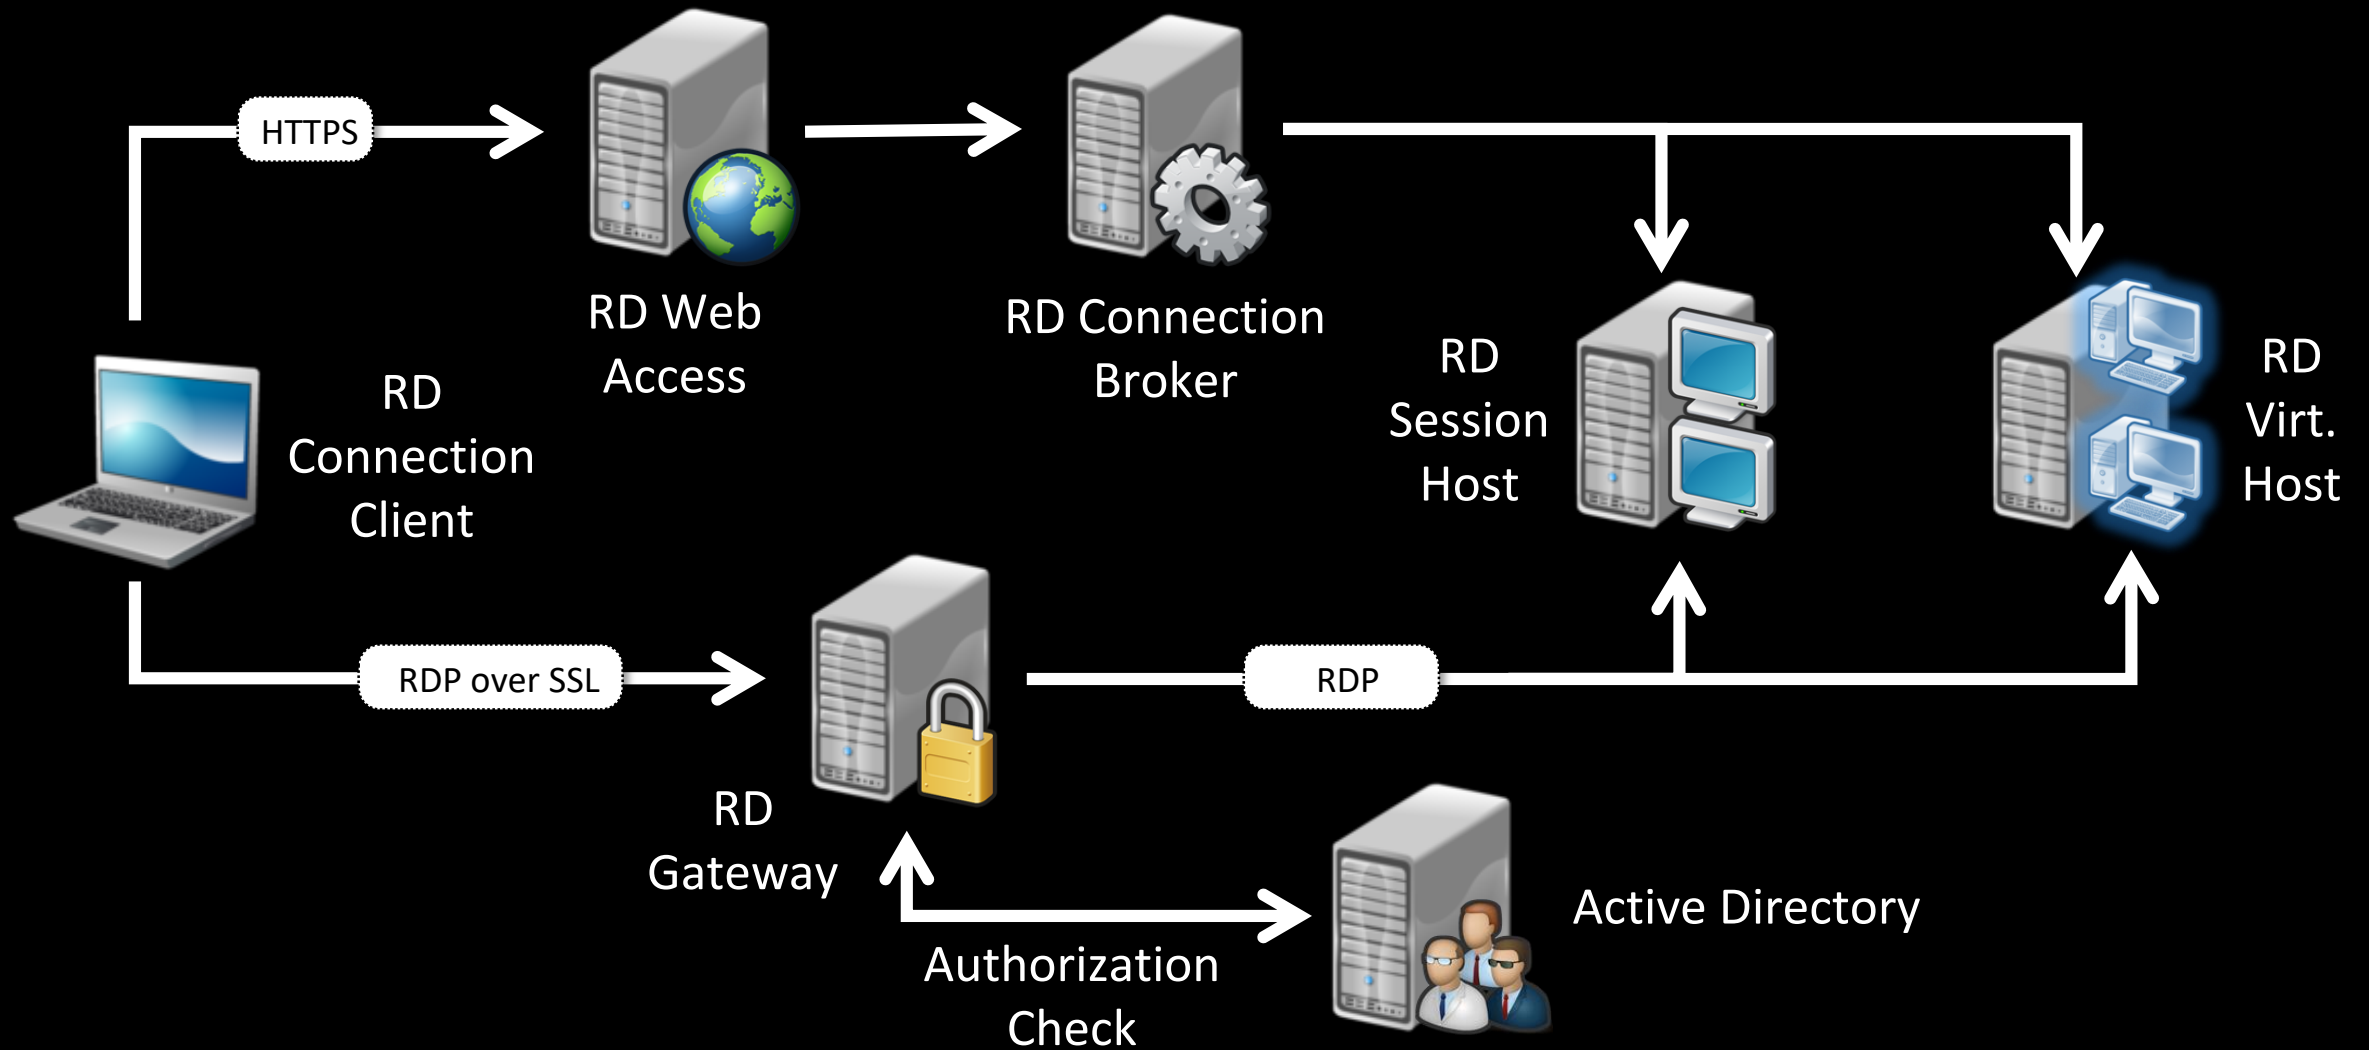 HTTPS
RD Web
Access
RD Connection
Broker
RD
Connection
Client
RD
Session
Host
RD
Virt.
Host
RDP over SSL
RDP
RD
Gateway
Authorization
Check
Active Directory